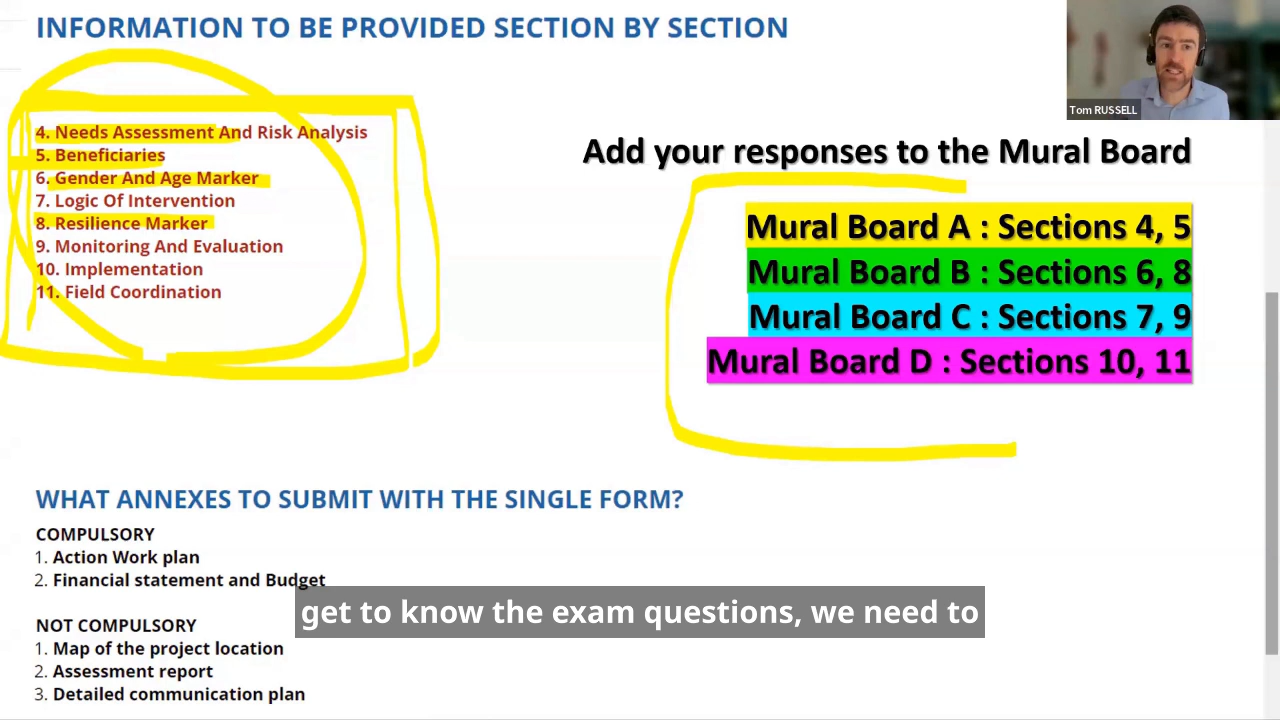 INFORMATION TO BE PROVIDED SECTION BY SECTION
Tom RUSSELL
4. Needs Assessment And Risk Analysis
5. Beneficiaries
6. Gender And Age Marker
7. Logic Of Intervention
8. Resilience Marker
9. Monitoring And Evaluation
10. Implementation
11. Field Coordination
Add your responses to the Mural Board
Mural Board A : Sections 4, 5
Mural Board B : Sections 6, 8
Mural Board C : Sections 7, 9
Mural Board D : Sections 10, 11
WHAT ANNEXES TO SUBMIT WITH THE SINGLE FORM?
COMPULSORY
1. Action Work plan
2. Financial statement and Budget
get to know the exam questions, we need to
NOT COMPULSORY
1. Map of the project location
2. Assessment report
3. Detailed communication plan